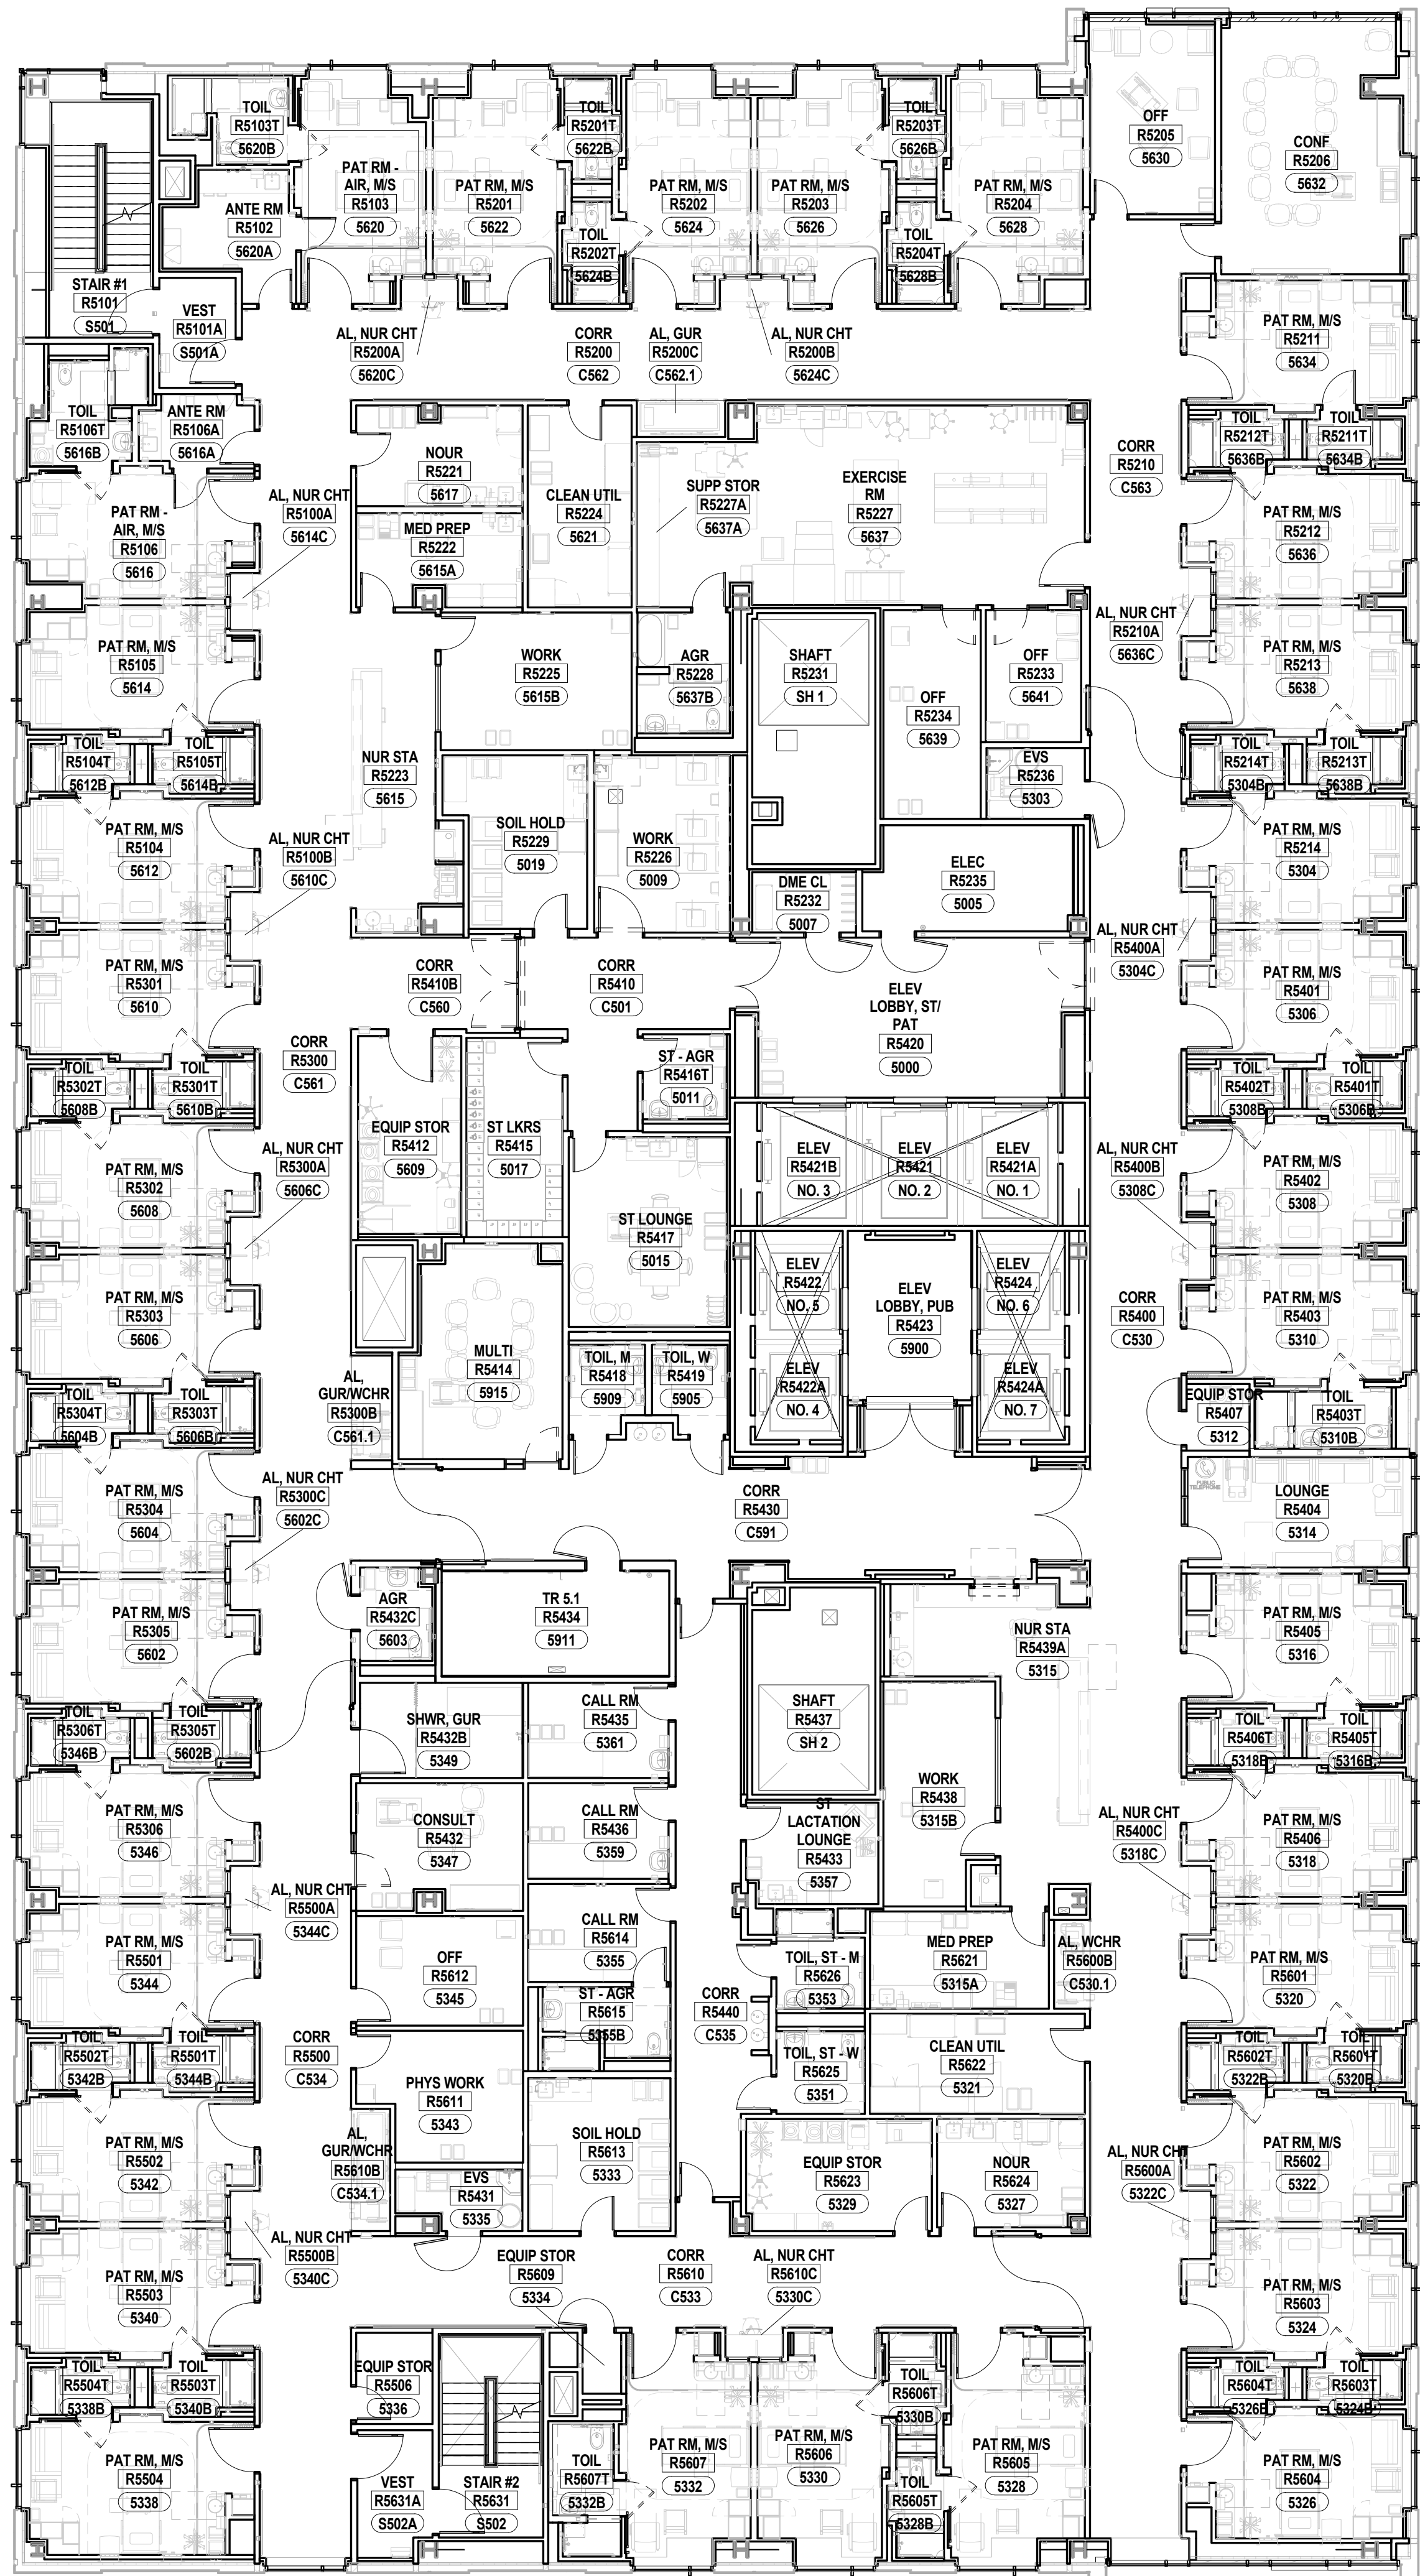 TOIL
R5103T
5620B
PAT RM -
AIR, M/S
R5103
5620
PAT RM, M/S
R5201
5622
TOIL
R5201T
5622B
TOIL
R5202T
5624B
PAT RM, M/S
R5202
5624
PAT RM, M/S
R5203
5626
TOIL
R5203T
5626B
TOIL
R5204T
5628B
PAT RM, M/S
R5204
5628
OFF
R5205
5630
CONF
R5206
5632
ANTE RM
R5102
5620A
STAIR #1
R5101
S501
VEST
R5101A
S501A
AL, NUR CHT
R5200A
5620C
CORR
R5200
C562
AL, GUR
R5200C
C562.1
AL, NUR CHT
R5200B
5624C
PAT RM, M/S
R5211
5634
TOIL
R5106T
5616B
ANTE RM
R5106A
5616A
NOUR
R5221
5617
CLEAN UTIL
R5224
5621
SUPP STOR
R5227A
5637A
EXERCISE
RM
R5227
5637
CORR
R5210
C563
TOIL
R5212T
5636B
TOIL
R5211T
5634B
PAT RM -
AIR, M/S
R5106
5616
AL, NUR CHT
R5100A
5614C
MED PREP
R5222
5615A
PAT RM, M/S
R5212
5636
PAT RM, M/S
R5105
5614
WORK
R5225
5615B
AGR
R5228
5637B
SHAFT
R5231
SH 1
OFF
R5234
5639
OFF
R5233
5641
AL, NUR CHT
R5210A
5636C
PAT RM, M/S
R5213
5638
TOIL
R5104T
5612B
TOIL
R5105T
5614B
NUR STA
R5223
5615
EVS
R5236
5303
TOIL
R5214T
5304B
TOIL
R5213T
5638B
PAT RM, M/S
R5104
5612
AL, NUR CHT
R5100B
5610C
SOIL HOLD
R5229
5019
WORK
R5226
5009
DME CL
R5232
5007
ELEC
R5235
5005
PAT RM, M/S
R5214
5304
PAT RM, M/S
R5301
5610
CORR
R5410B
C560
CORR
R5410
C501
ELEV
LOBBY, ST/
PAT
R5420
5000
AL, NUR CHT
R5400A
5304C
PAT RM, M/S
R5401
5306
CORR
R5300
C561
TOIL
R5302T
5608B
TOIL
R5301T
5610B
ST - AGR
R5416T
5011
TOIL
R5402T
5308B
TOIL
R5401T
5306B
PAT RM, M/S
R5302
5608
AL, NUR CHT
R5300A
5606C
EQUIP STOR
R5412
5609
ST LKRS
R5415
5017
ELEV
R5421B
NO. 3
ELEV
R5421
NO. 2
ELEV
R5421A
NO. 1
AL, NUR CHT
R5400B
5308C
PAT RM, M/S
R5402
5308
ST LOUNGE
R5417
5015
PAT RM, M/S
R5303
5606
ELEV
R5422
NO. 5
ELEV
LOBBY, PUB
R5423
5900
ELEV
R5424
NO. 6
CORR
R5400
C530
PAT RM, M/S
R5403
5310
MULTI
R5414
5915
TOIL, M
R5418
5909
TOIL, W
R5419
5905
ELEV
R5422A
NO. 4
ELEV
R5424A
NO. 7
AL,
GUR/WCHR
R5300B
C561.1
TOIL
R5304T
5604B
TOIL
R5303T
5606B
EQUIP STOR
R5407
5312
TOIL
R5403T
5310B
PAT RM, M/S
R5304
5604
AL, NUR CHT
R5300C
5602C
CORR
R5430
C591
PUBLIC
TELEPHONE
LOUNGE
R5404
5314
PAT RM, M/S
R5305
5602
AGR
R5432C
5603
TR 5.1
R5434
5911
NUR STA
R5439A
5315
PAT RM, M/S
R5405
5316
TOIL
R5306T
5346B
TOIL
R5305T
5602B
SHWR, GUR
R5432B
5349
CALL RM
R5435
5361
SHAFT
R5437
SH 2
TOIL
R5406T
5318B
TOIL
R5405T
5316B
PAT RM, M/S
R5306
5346
CONSULT
R5432
5347
CALL RM
R5436
5359
ST
LACTATION
LOUNGE
R5433
5357
WORK
R5438
5315B
AL, NUR CHT
R5400C
5318C
PAT RM, M/S
R5406
5318
AL, NUR CHT
R5500A
5344C
PAT RM, M/S
R5501
5344
OFF
R5612
5345
CALL RM
R5614
5355
TOIL, ST - M
R5626
5353
MED PREP
R5621
5315A
AL, WCHR
R5600B
C530.1
PAT RM, M/S
R5601
5320
CORR
R5500
C534
TOIL
R5502T
5342B
TOIL
R5501T
5344B
ST - AGR
R5615
5355B
CORR
R5440
C535
TOIL, ST - W
R5625
5351
CLEAN UTIL
R5622
5321
TOIL
R5602T
5322B
TOIL
R5601T
5320B
PHYS WORK
R5611
5343
PAT RM, M/S
R5502
5342
AL,
GUR/WCHR
R5610B
C534.1
SOIL HOLD
R5613
5333
EQUIP STOR
R5623
5329
NOUR
R5624
5327
AL, NUR CHT
R5600A
5322C
PAT RM, M/S
R5602
5322
EVS
R5431
5335
AL, NUR CHT
R5500B
5340C
PAT RM, M/S
R5503
5340
EQUIP STOR
R5609
5334
CORR
R5610
C533
AL, NUR CHT
R5610C
5330C
PAT RM, M/S
R5603
5324
TOIL
R5504T
5338B
TOIL
R5503T
5340B
EQUIP STOR
R5506
5336
TOIL
R5606T
5330B
TOIL
R5604T
5326B
TOIL
R5603T
5324B
PAT RM, M/S
R5504
5338
VEST
R5631A
S502A
STAIR #2
R5631
S502
TOIL
R5607T
5332B
PAT RM, M/S
R5607
5332
PAT RM, M/S
R5606
5330
TOIL
R5605T
5328B
PAT RM, M/S
R5605
5328
PAT RM, M/S
R5604
5326